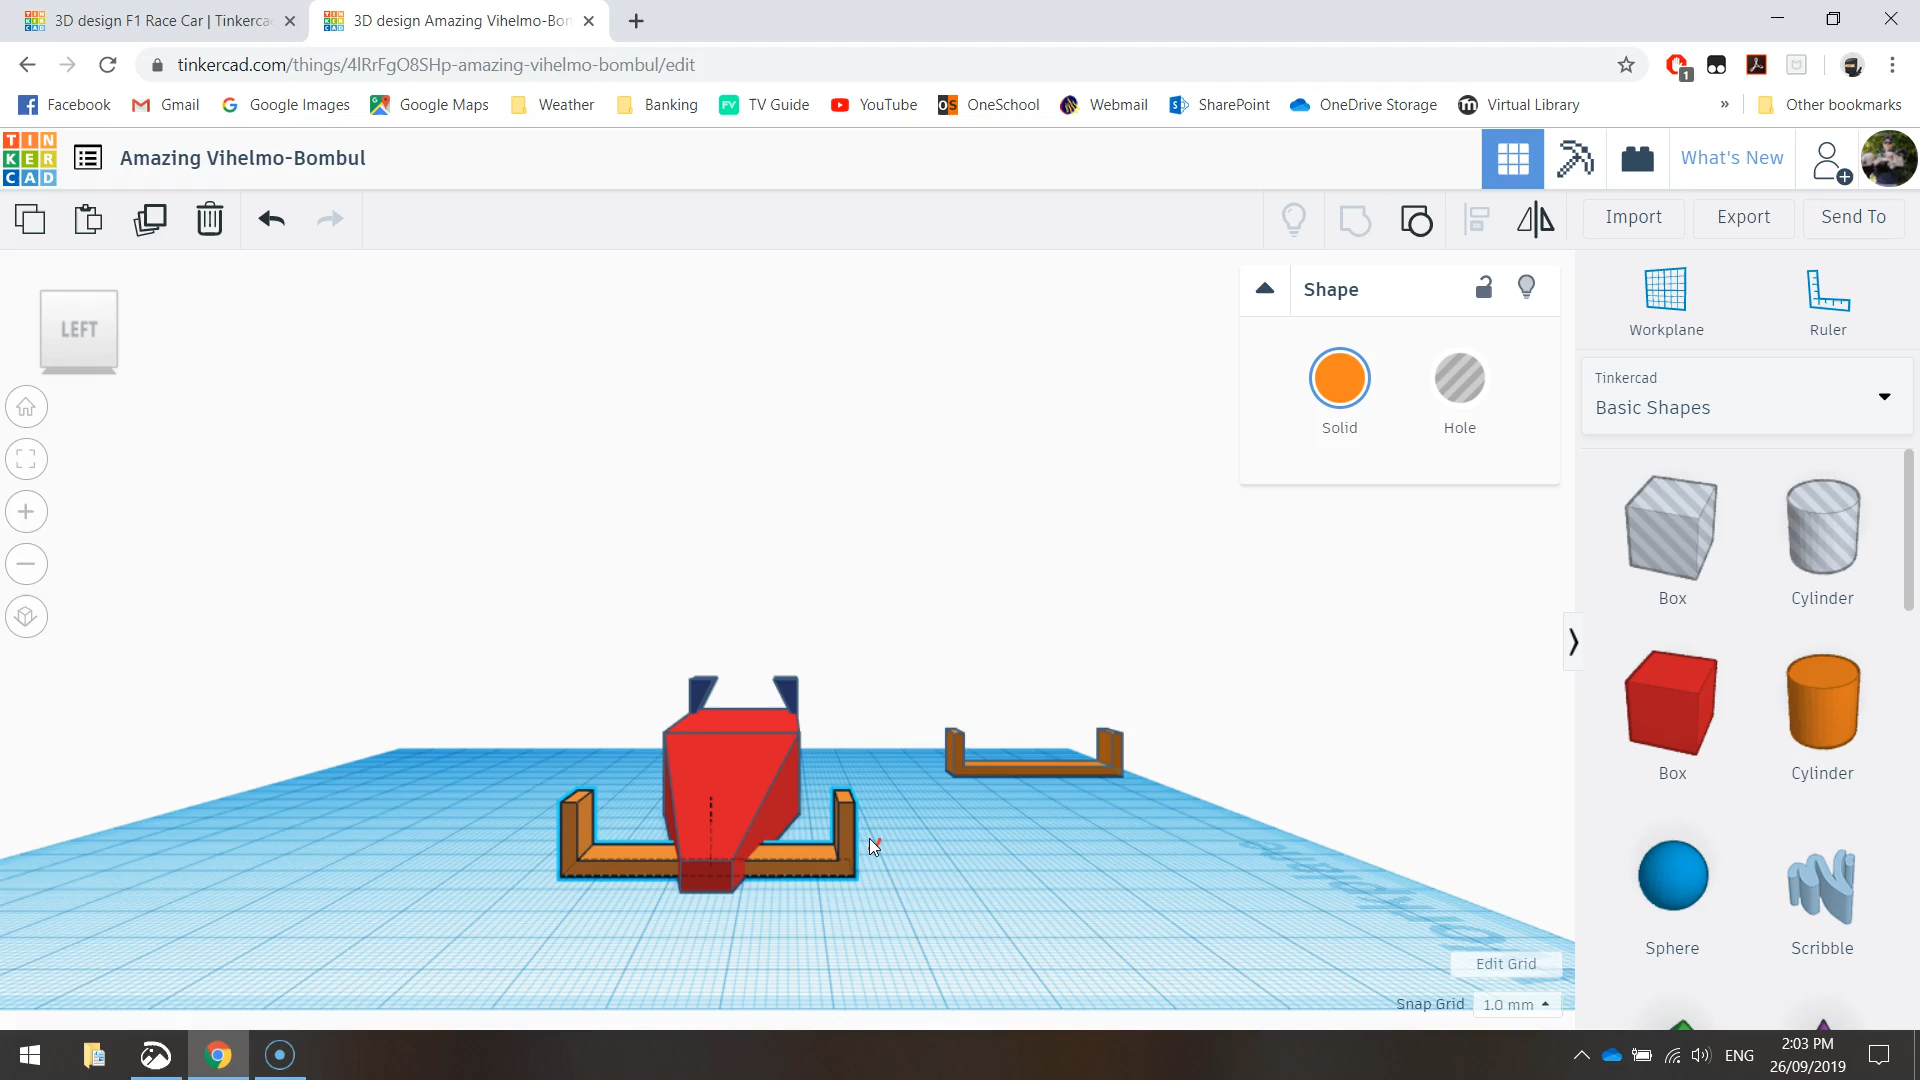 3D design F1 Race Car | Tinkerca
3D design Amazing Vihelmo-Bon
tinkercad.com/things/4lRrFgO8SHp-amazing-vihelmo-bombul/edit
1
Facebook Gmail Google Images Google Maps Weather Banking TV Guide YouTube OneSchool Webmail SharePoint OneDrive Storage Virtual Library » Other bookmarks
TIN
KER
CAD
Amazing Vihelmo-Bombul
What's New
Import Export Send To
LEFT
Shape
Solid Hole
Workplane Ruler
Tinkercad
Basic Shapes
Box Cylinder
Box Cylinder
Sphere Scribble
Edit Grid
Snap Grid 1.0 mm
ENG
2:03 PM
26/09/2019